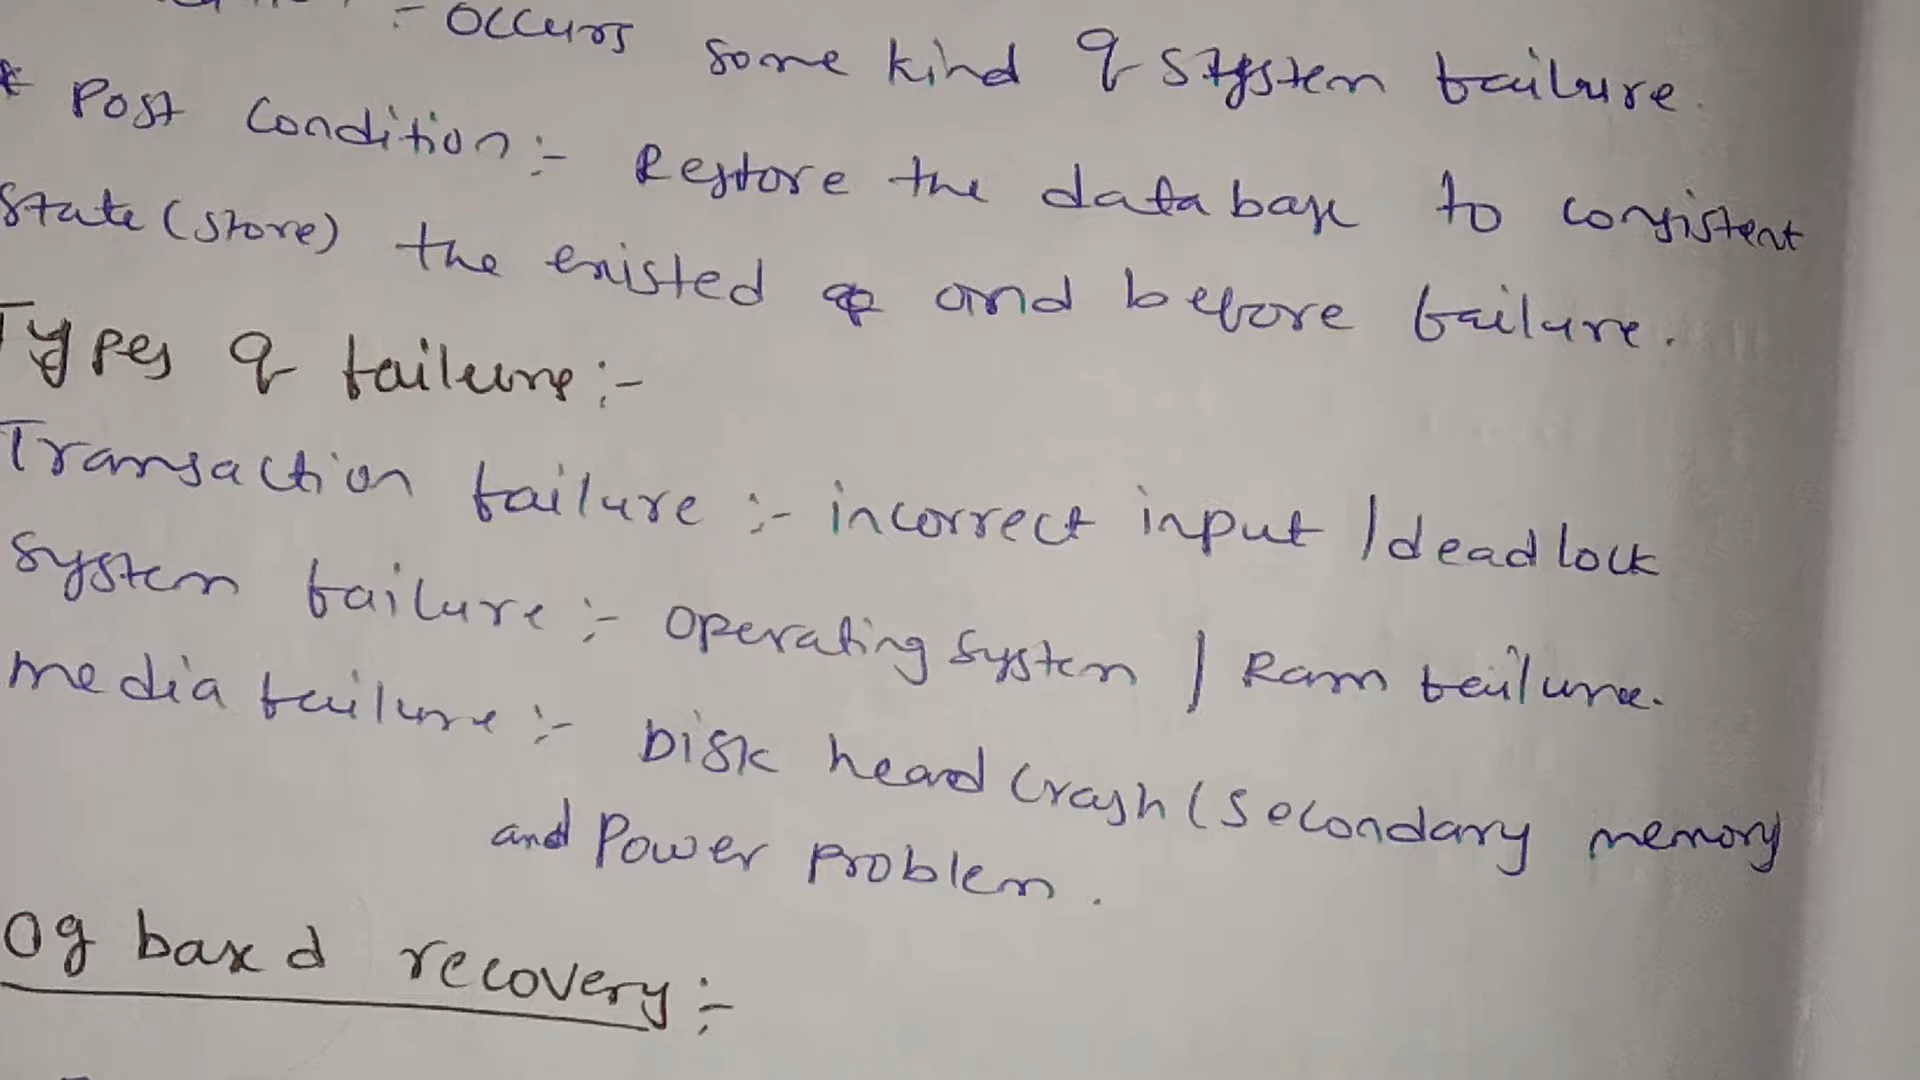 :- occurs some kind of system failure.
* Post Condition :- Restore the database to consistent
state (store) the existed and before failure.
Types of failure :-
Transaction failure :- incorrect input / deadlock
System failure :- operating system / Ram failure.
media failure :- Disk head crash (secondary memory
and Power problem.
og based recovery :-